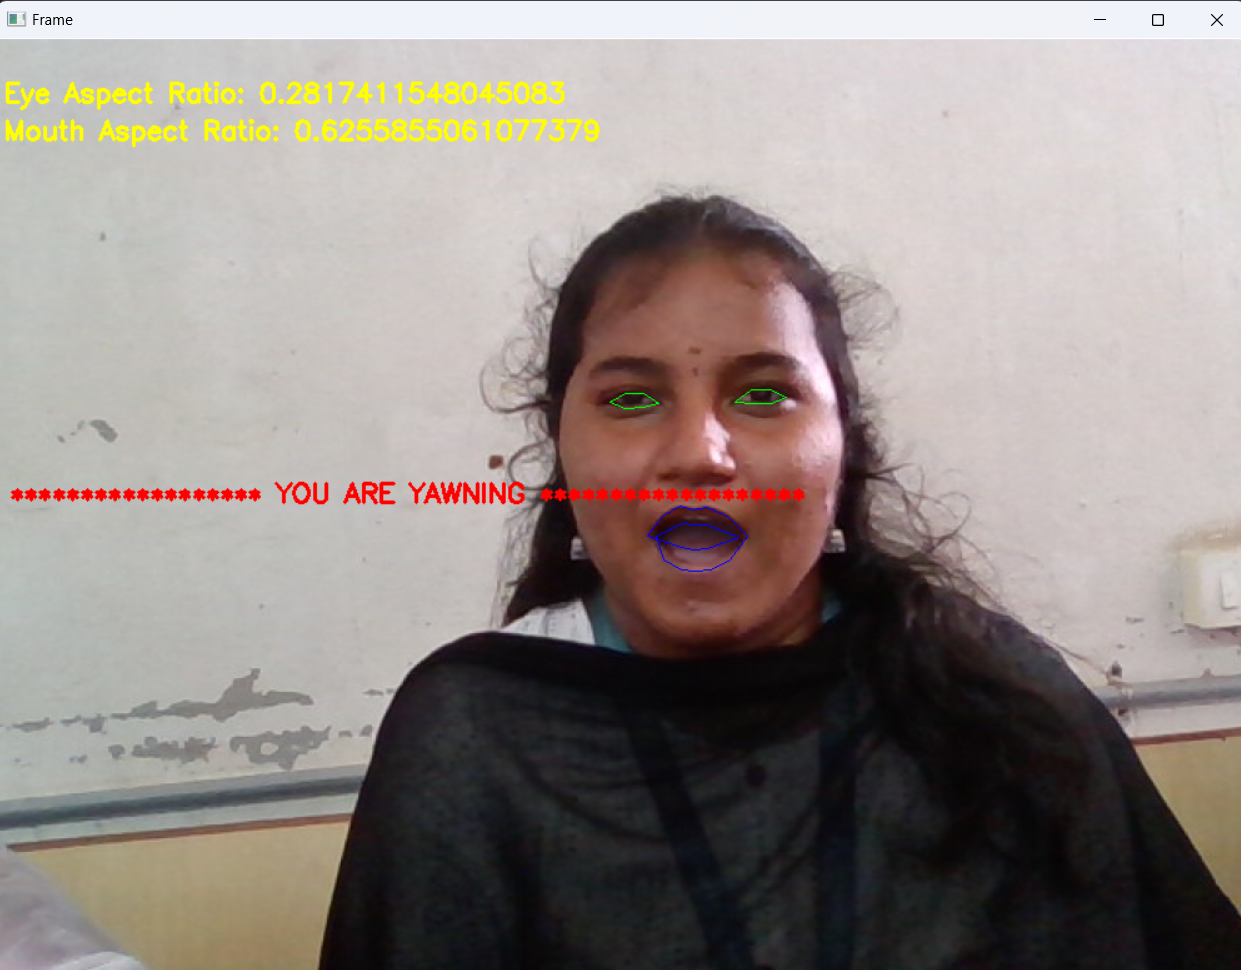 Frame
Eye Aspect Ratio: 0.2817411548045083
Mouth Aspect Ratio: 0.6255855061077379
****************** YOU ARE YAWNING *******************